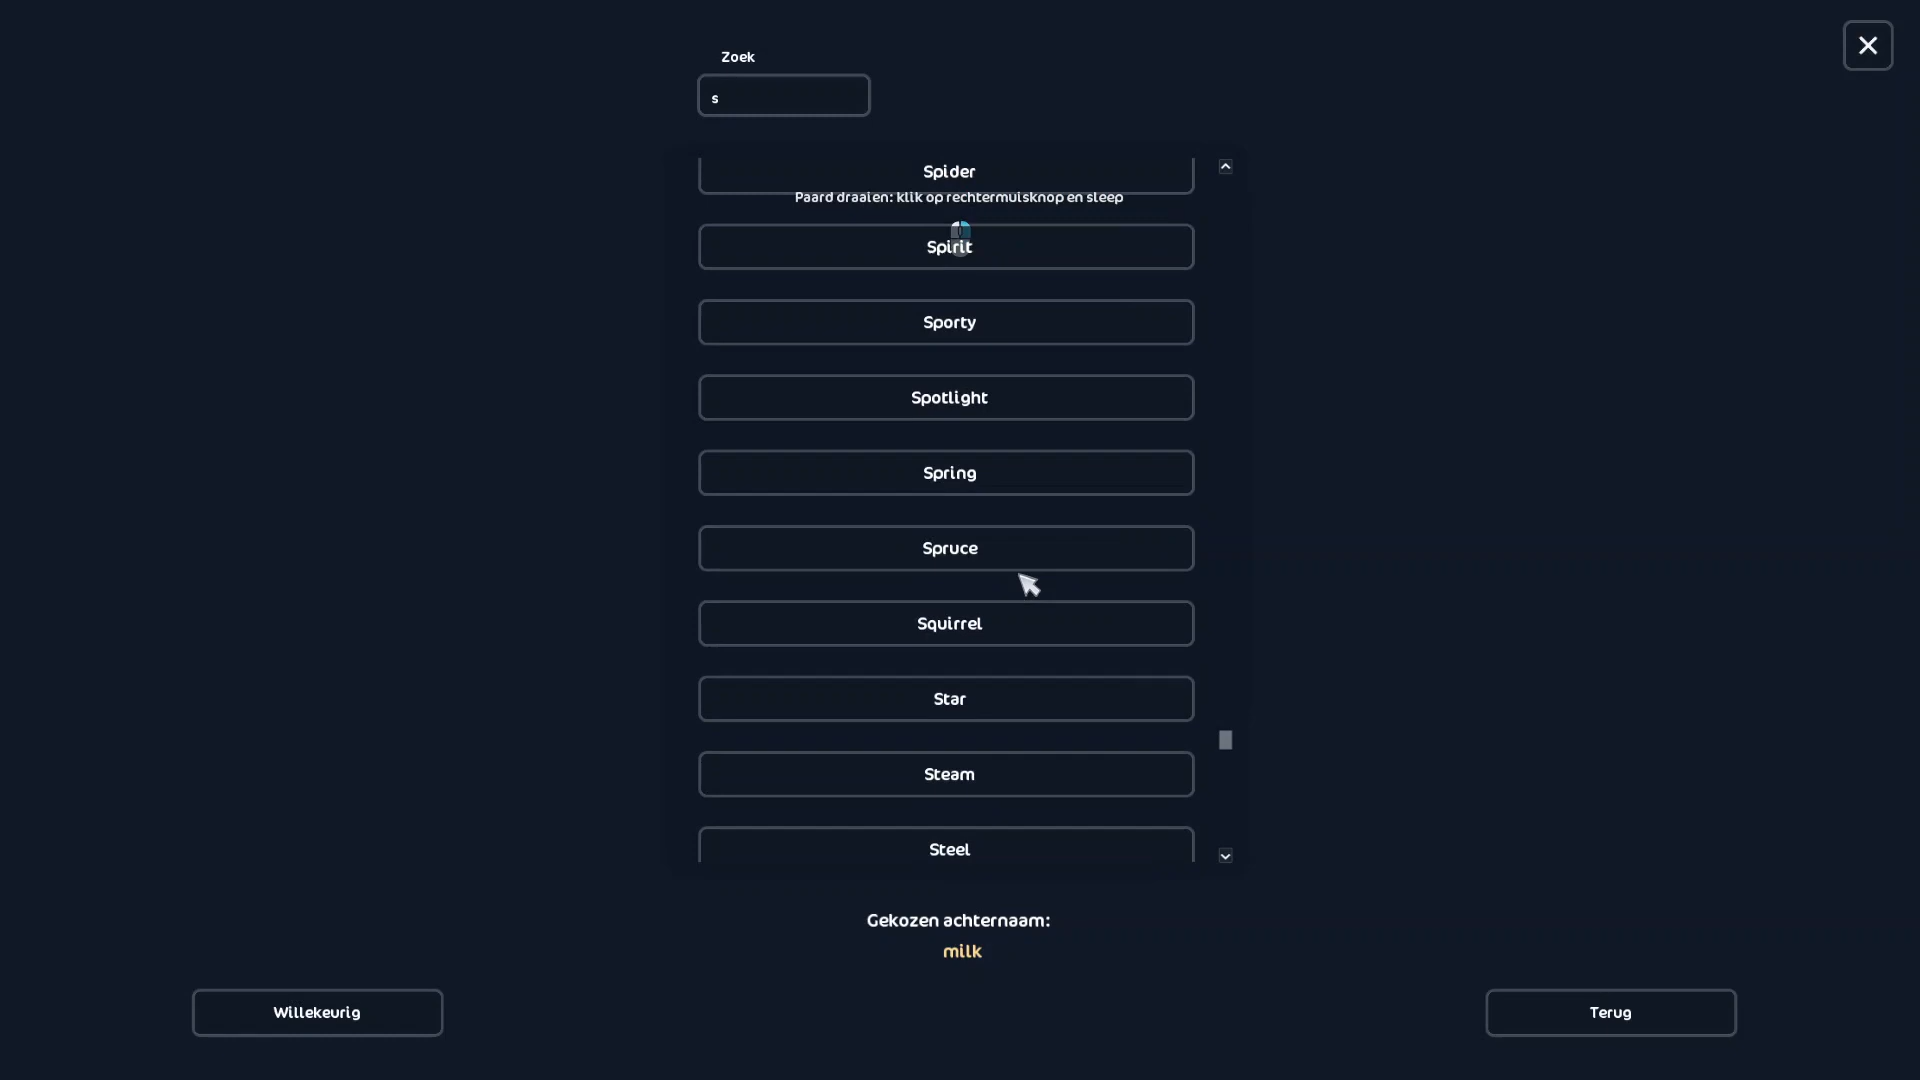 Zoek
s
Spider
Paard draaien: klik op rechtermuisknop en sleep
Spirit
Sporty
Spotlight
Spring
Spruce
Squirrel
Star
Steam
Steel
Gekozen achternaam:
milk
Willekeurig
Terug